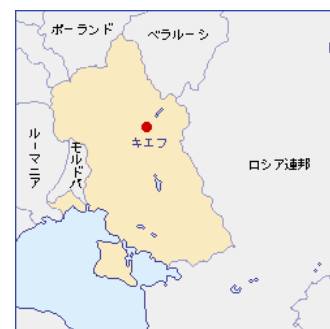 ポーランド
ベラルーシ
ルーマニア
モルドバ
キエフ
ロシア連邦